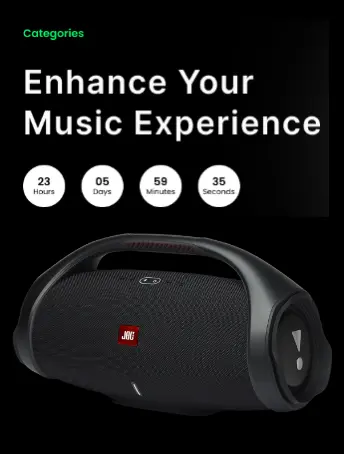 Categories
Enhance Your
Music Experience
23
Hours
05
Days
59
Minutes
35
Seconds
JBL